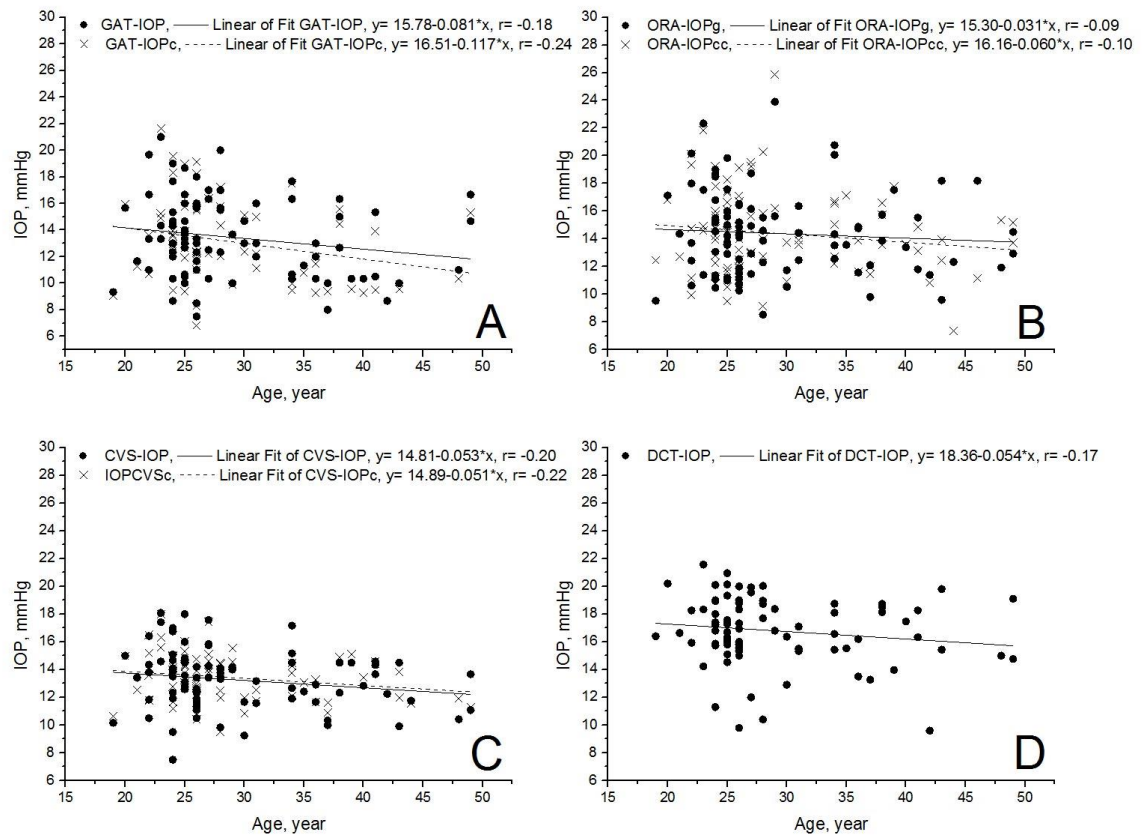 GAT-IOP, Linear of Fit GAT-IOP, y= 15.78-0.081*x, r= -0.18
GAT-IOPc, Linear of Fit GAT-IOPc, y= 16.51-0.117*x, r= -0.24
30
28
26
24
22
20
18
16
14
12
10
8
6
IOP, mmHg
A
15 20 25 30 35 40 45 50
Age, year
ORA-IOPg, Linear of Fit ORA-IOPg, y= 15.30-0.031*x, r= -0.09
ORA-IOPcc, Linear of Fit ORA-IOPcc, y= 16.16-0.060*x, r= -0.10
30
28
26
24
22
20
18
16
14
12
10
8
6
IOP, mmHg
B
15 20 25 30 35 40 45 50
Age, year
CVS-IOP, Linear Fit of CVS-IOP, y= 14.81-0.053*x, r= -0.20
IOPCVSc, Linear Fit of CVS-IOPc, y= 14.89-0.051*x, r= -0.22
30
28
26
24
22
20
18
16
14
12
10
8
6
IOP, mmHg
C
15 20 25 30 35 40 45 50
Age, year
DCT-IOP, Linear Fit of DCT-IOP, y= 18.36-0.054*x, r= -0.17
30
28
26
24
22
20
18
16
14
12
10
8
6
IOP, mmHg
D
15 20 25 30 35 40 45 50
Age, year